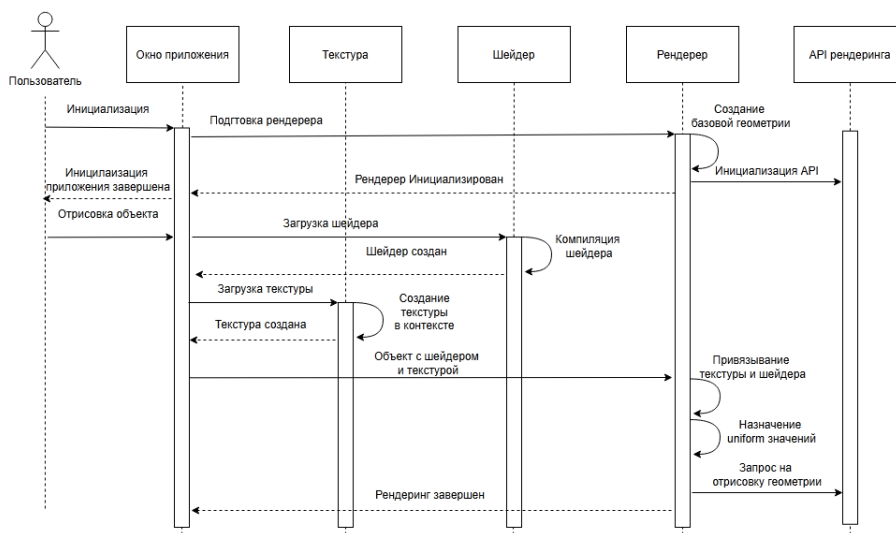 Пользователь
Окно приложения
Текстура
Шейдер
Рендерер
API рендеринга
Инициализация
Подгтовка рендерера
Создание
базовой геометрии
Инициализация API
Рендерер Инициализирован
Иницилаизация
приложения завершена
Отрисовка объекта
Загрузка шейдера
Компиляция
шейдера
Шейдер создан
Загрузка текстуры
Создание
текстуры
в контексте
Текстура создана
Объект с шейдером
и текстурой
Привязывание
текстуры и шейдера
Назначение
uniform значений
Запрос на
отрисовку геометрии
Рендеринг завершен